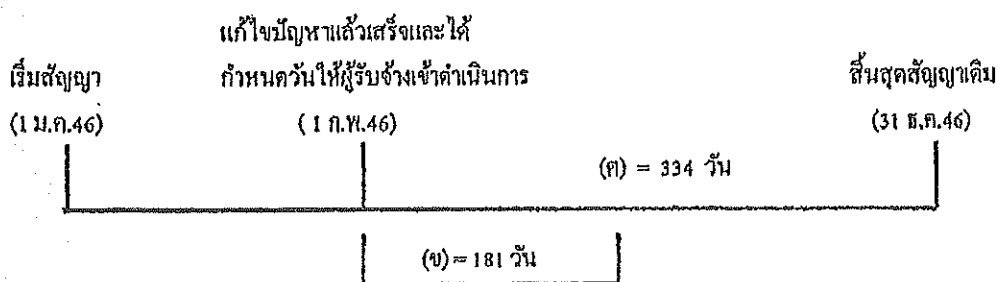 แก้ไขปัญหาแล้วเสร็จและได้
เริ่มสัญญา กำหนดวันให้ผู้รับจ้างเข้าดำเนินการ สิ้นสุดสัญญาเดิม
(1 ม.ค.46) ( 1 ก.พ.46) (31 ธ.ค.46)
(ค) = 334 วัน
(ข) = 181 วัน